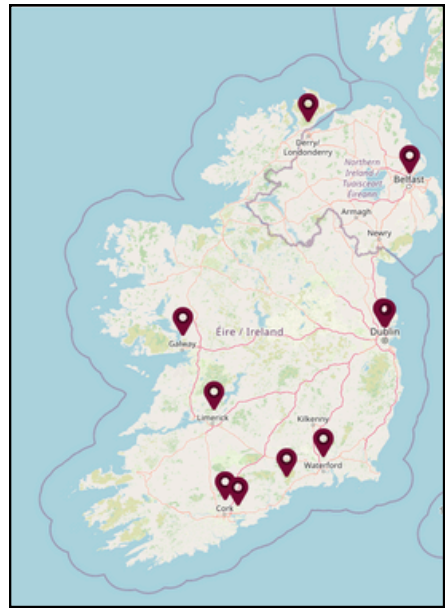 Derry/
Londonderry
Northern
Ireland /
Tuaisceart
Éireann
Belfast
Armagh
Newry
Éire / Ireland
Dublin
Galway
Limerick
Kilkenny
Waterford
Cork